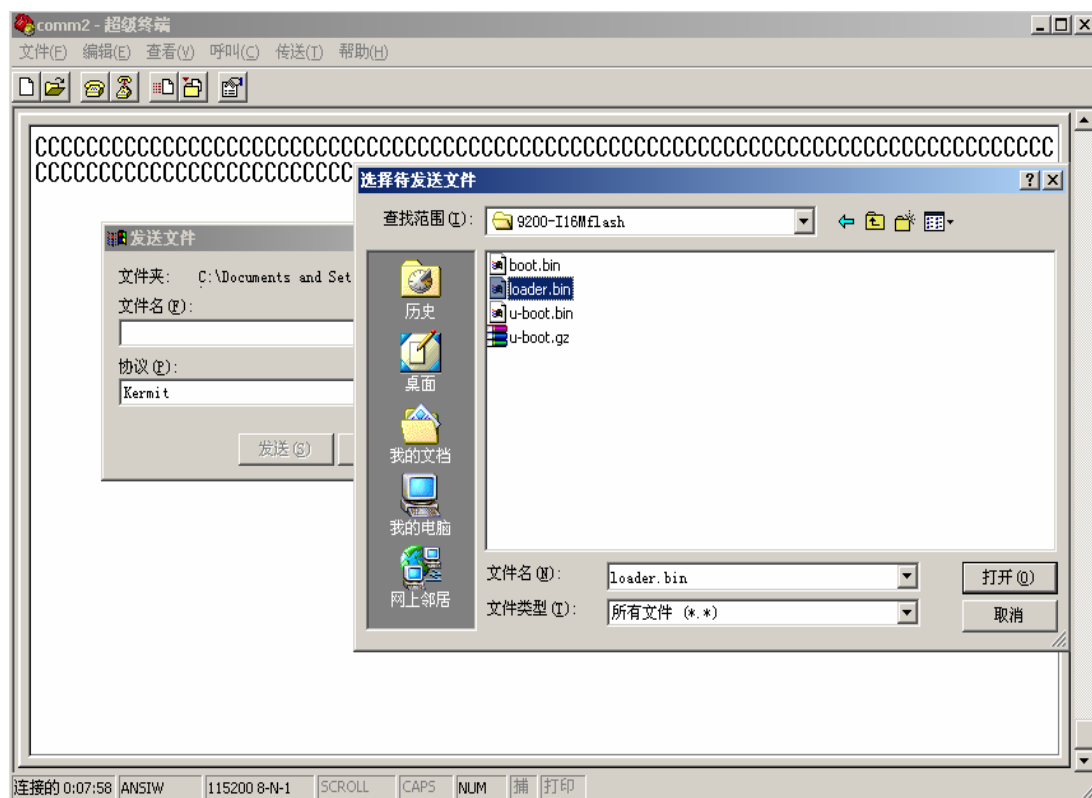 comm2 - 超级终端
文件(F) 编辑(E) 查看(V) 呼叫(C) 传送(T) 帮助(H)
CCCCCCCCCCCCCCCCCCCCCCCCCCCCCCCCCCCCCCCCCCCCCCCCCCCCCCCCCCCCCCCCCCCCCCCCCCCCCCCC
CCCCCCCCCCCCCCCCCCCCCCCCC
选择待发送文件
查找范围(I): 9200-I16Mflash
发送文件
文件夹: C:\Documents and Set
文件名(F):
协议(P):
Kermit
发送(S)
历史
桌面
我的文档
我的电脑
网上邻居
boot.bin
loader.bin
u-boot.bin
u-boot.gz
文件名(N): loader.bin 打开(O)
文件类型(T): 所有文件 (*.*) 取消
连接的 0:07:58 ANSIW 115200 8-N-1 SCROLL CAPS NUM 捕 打印